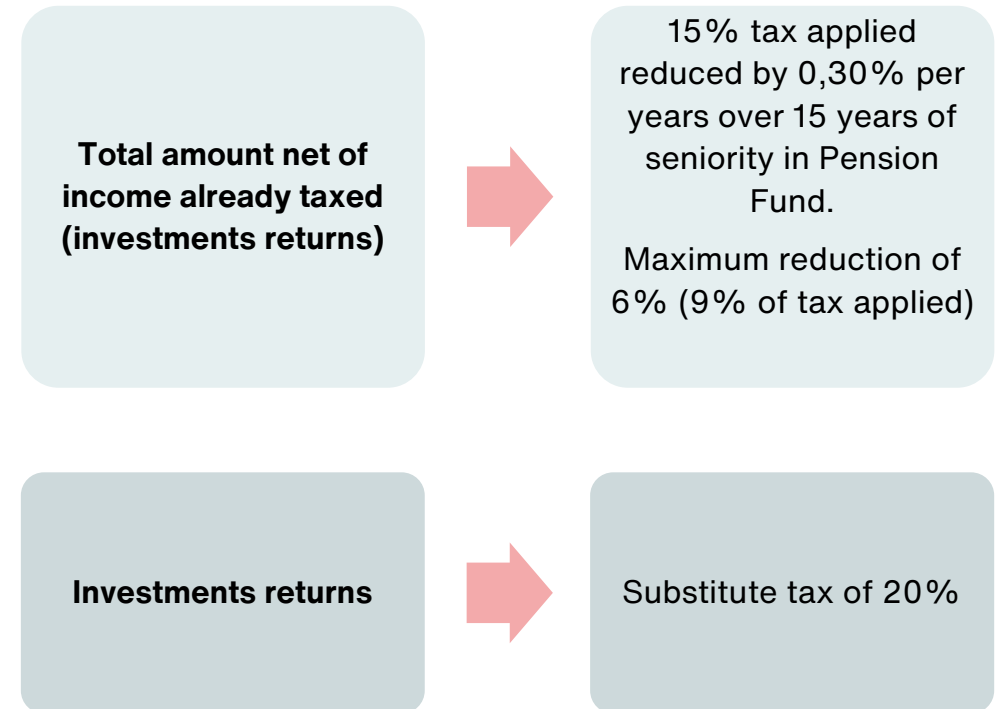 Total amount net of
income already taxed
(investments returns)
15% tax applied
reduced by 0,30% per
years over 15 years of
seniority in Pension
Fund.
Maximum reduction of
6% (9% of tax applied)
Investments returns
Substitute tax of 20%